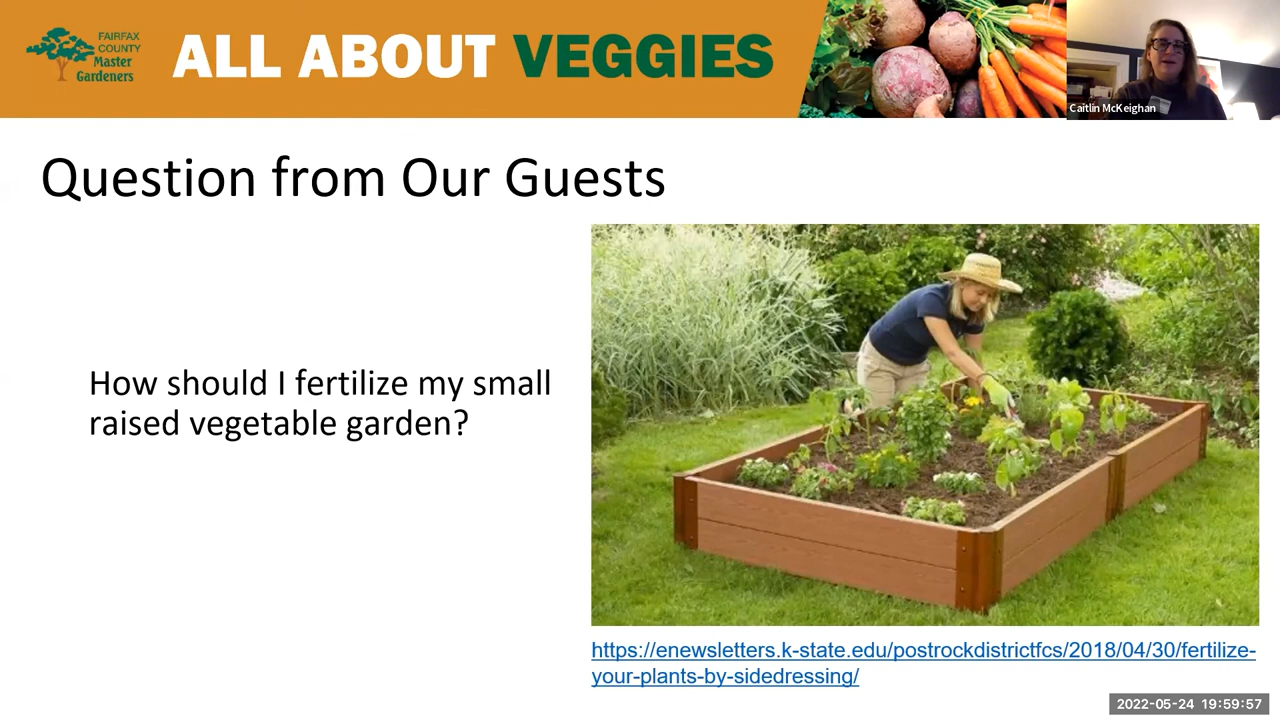 FAIRFAX
COUNTY
Master
Gardeners
ALL ABOUT VEGGIES
Caitlin McKeighan
Question from Our Guests
How should I fertilize my small
raised vegetable garden?
https://enewsletters.k-state.edu/postrockdistrictfcs/2018/04/30/fertilize-
your-plants-by-sidedressing/
2022-05-24 19:59:57